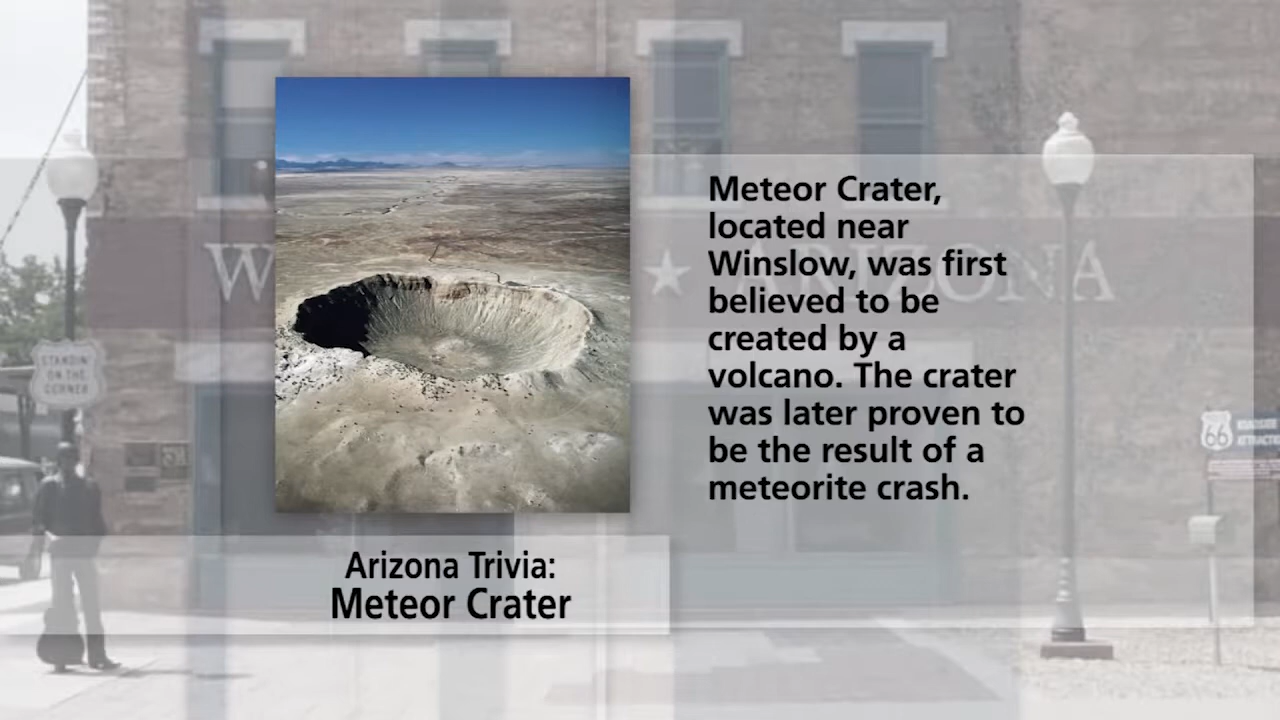 W
★ ARIZONA
STANDIN'
ON THE
CORNER
66
Meteor Crater,
located near
Winslow, was first
believed to be
created by a
volcano. The crater
was later proven to
be the result of a
meteorite crash.
Arizona Trivia:
Meteor Crater